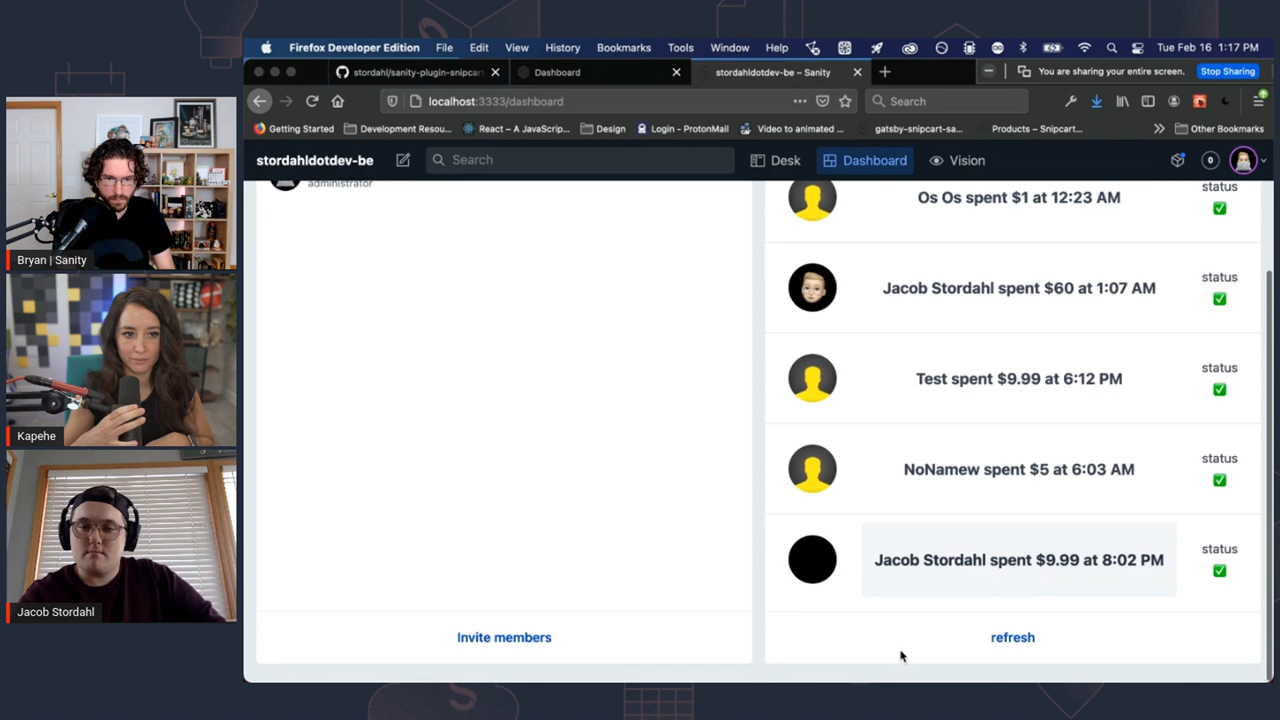 Firefox Developer Edition File Edit View History Bookmarks Tools Window Help Tue Feb 16 1:17 PM
stordahl/sanity-plugin-snipcart
Dashboard
stordahldotdev-be – Sanity
You are sharing your entire screen.
Stop Sharing
localhost:3333/dashboard
Search
Getting Started
Development Resou...
React – A JavaScrip...
Design
Login - ProtonMail
Video to animated ...
gatsby-snipcart-sa...
Products – Snipcart...
Other Bookmarks
stordahldotdev-be
Search
Desk
Dashboard
Vision
0
administrator
Invite members
Os Os spent $1 at 12:23 AM
status
Jacob Stordahl spent $60 at 1:07 AM
status
Test spent $9.99 at 6:12 PM
status
NoNamew spent $5 at 6:03 AM
status
Jacob Stordahl spent $9.99 at 8:02 PM
status
refresh
Bryan | Sanity
Kapehe
Jacob Stordahl